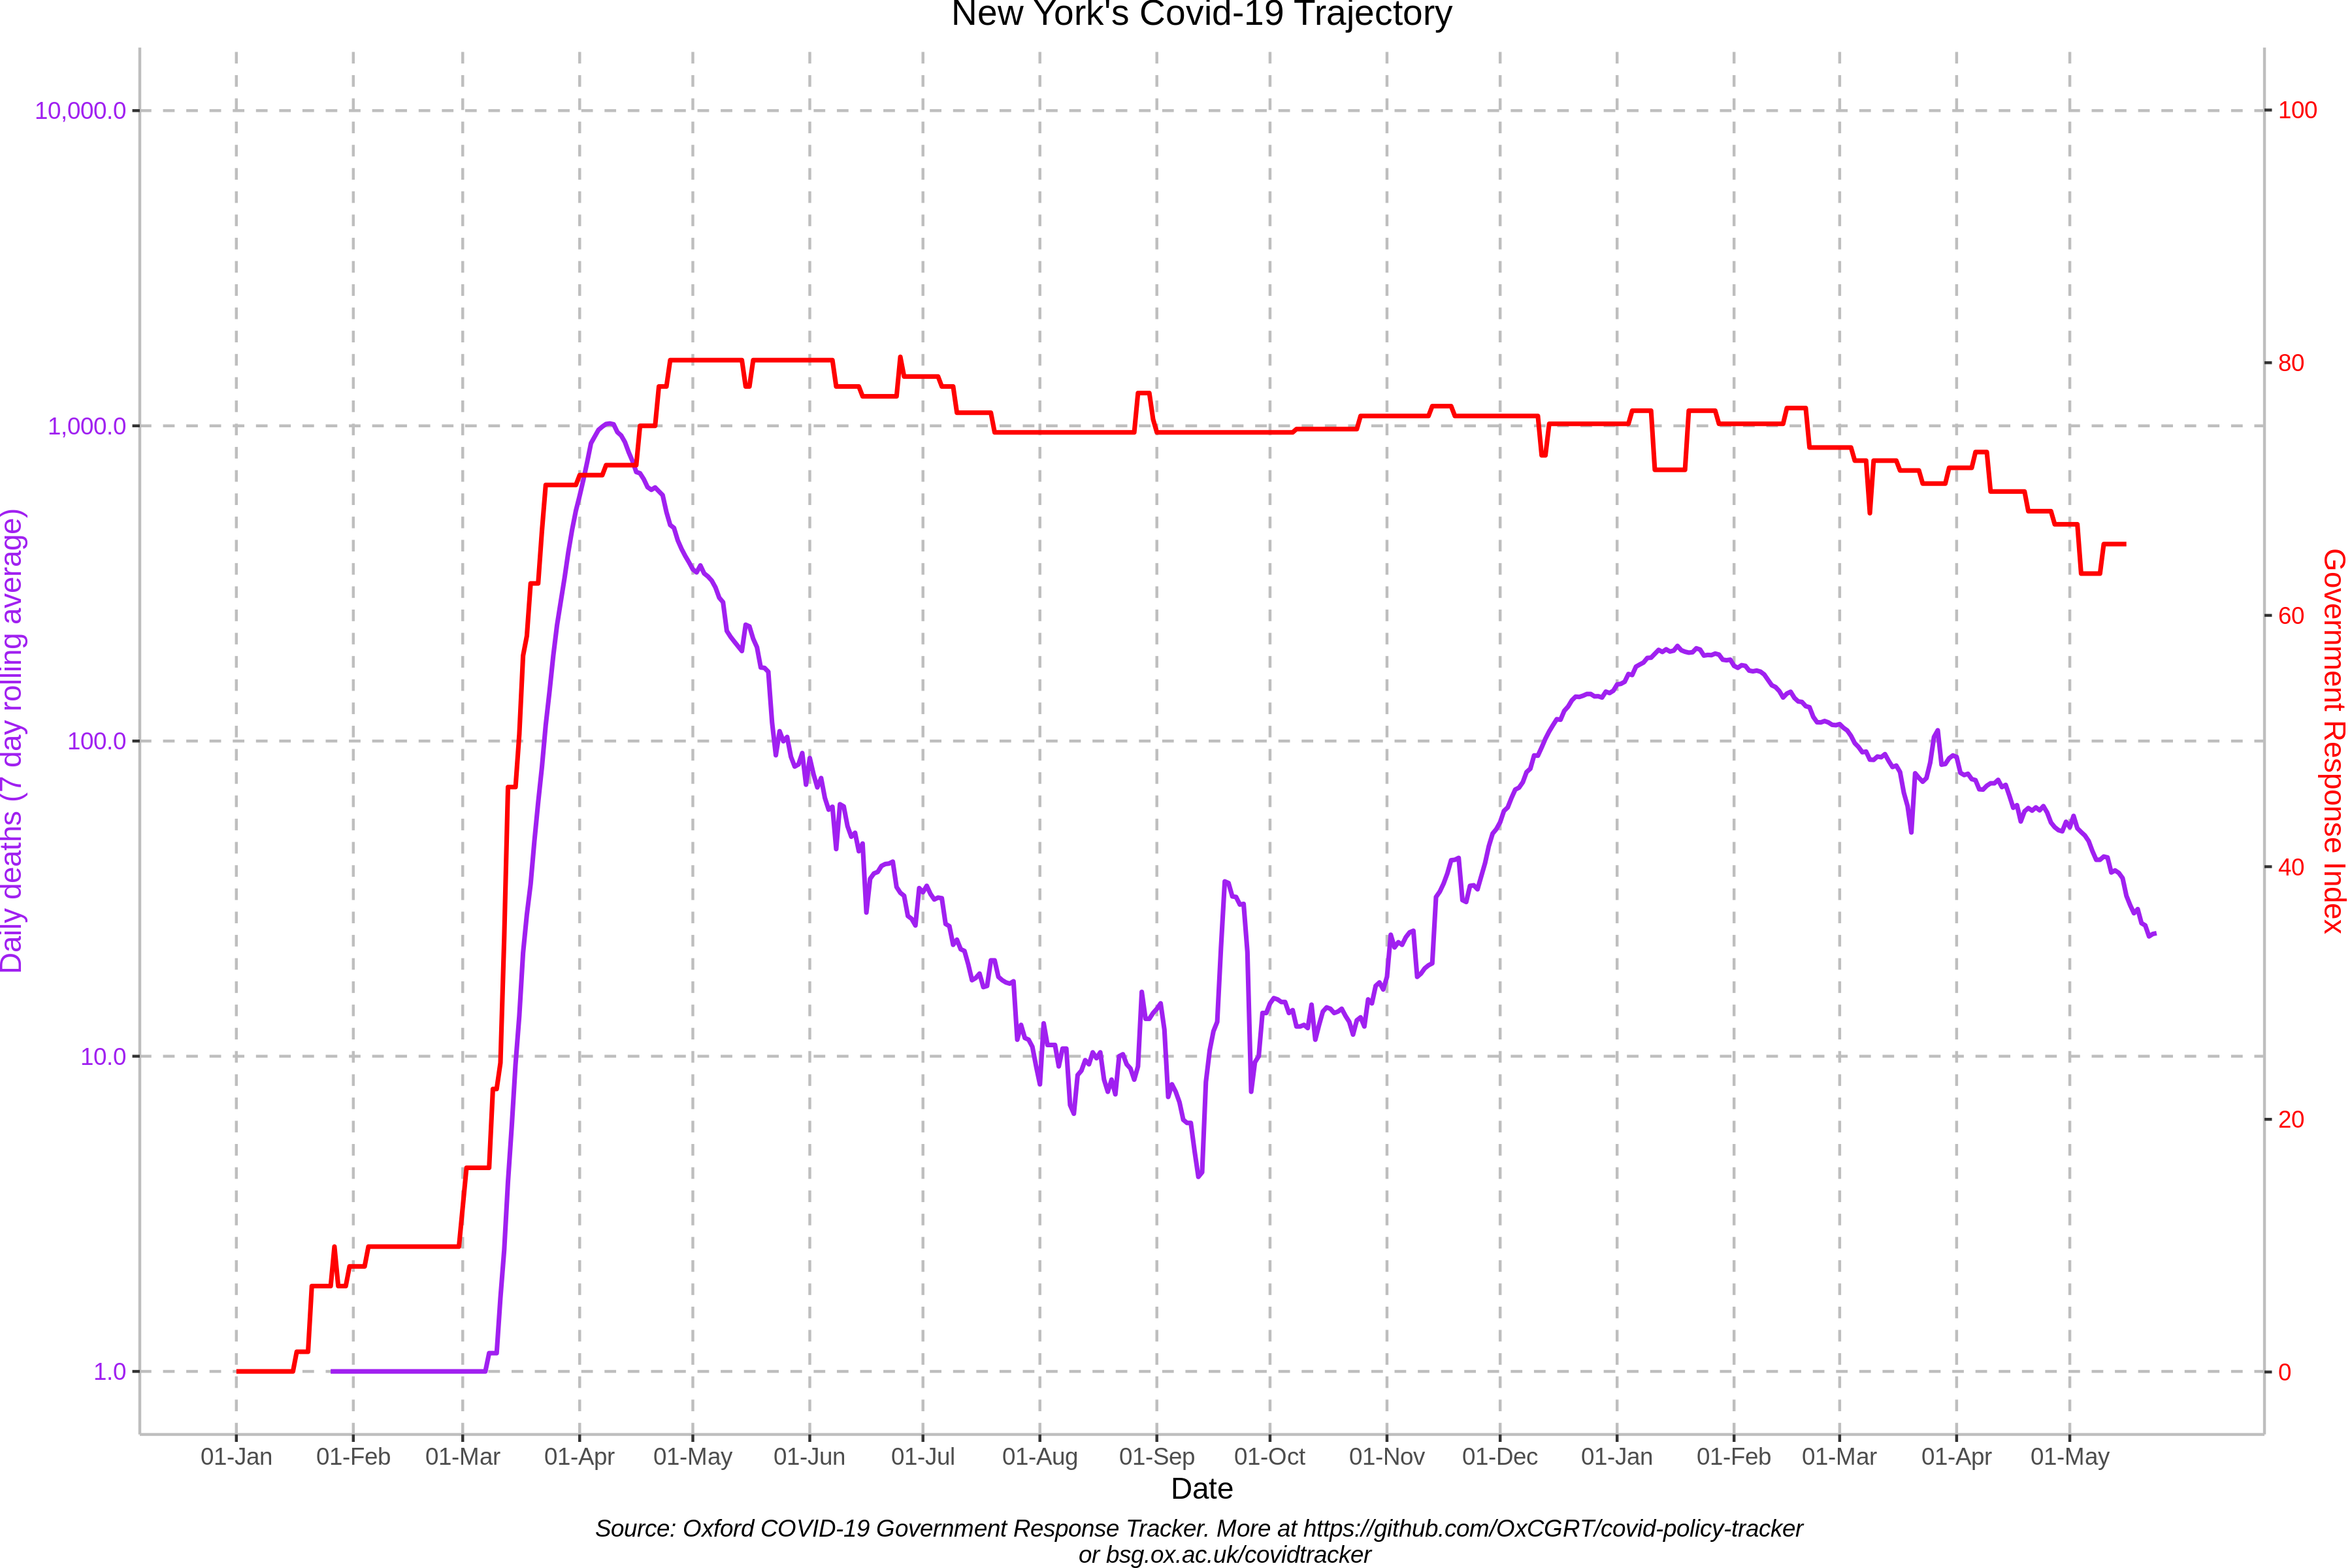 New York's Covid-19 Trajectory
10,000.0
1,000.0
100.0
10.0
1.0
Daily deaths (7 day rolling average)
100
80
60
40
20
0
Government Response Index
01-Jan 01-Feb 01-Mar 01-Apr 01-May 01-Jun 01-Jul 01-Aug 01-Sep 01-Oct 01-Nov 01-Dec 01-Jan 01-Feb 01-Mar 01-Apr 01-May
Date
Source: Oxford COVID-19 Government Response Tracker. More at https://github.com/OxCGRT/covid-policy-tracker
or bsg.ox.ac.uk/covidtracker